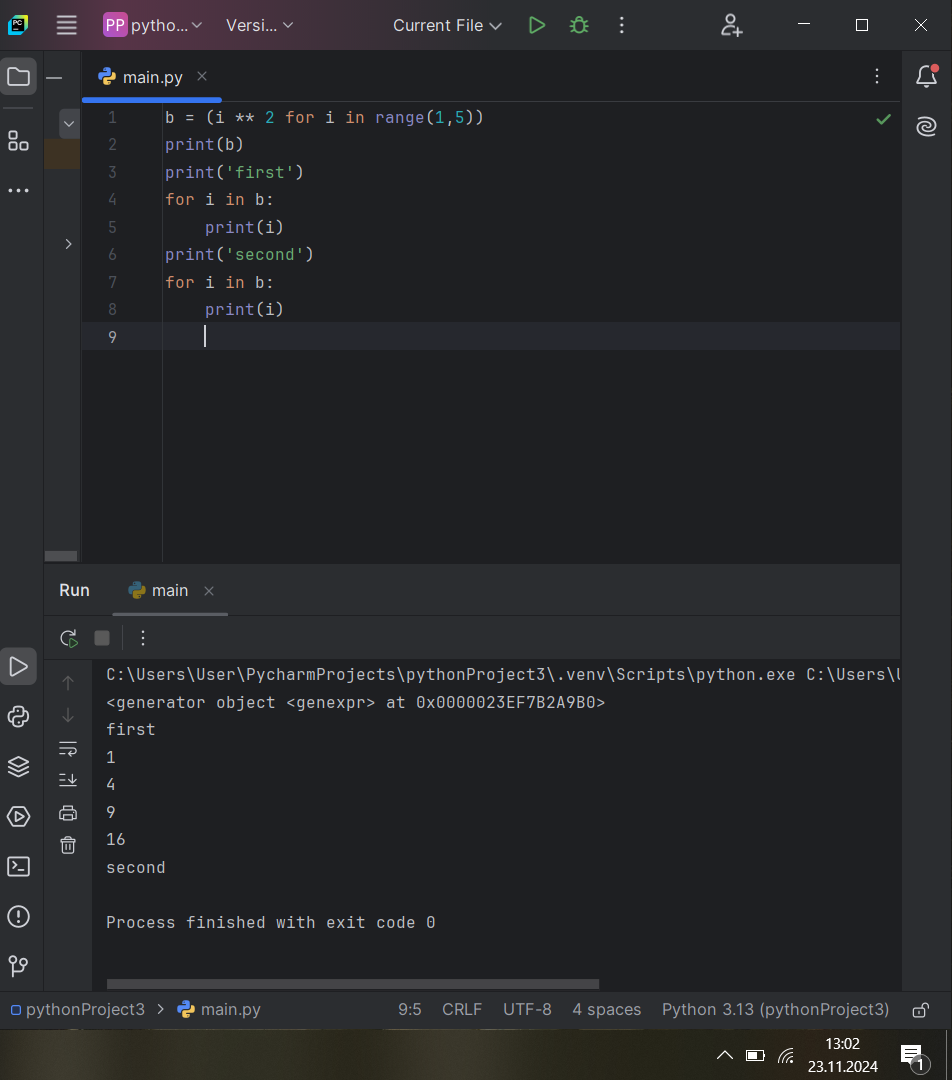 PC
PP pytho... Versi... Current File
main.py
1 b = (i ** 2 for i in range(1,5))
2 print(b)
3 print('first')
4 for i in b:
5     print(i)
6 print('second')
7 for i in b:
8     print(i)
9
Run main
C:\Users\User\PycharmProjects\pythonProject3\.venv\Scripts\python.exe C:\Users\
<generator object <genexpr> at 0x0000023EF7B2A9B0>
first
1
4
9
16
second
Process finished with exit code 0
pythonProject3 > main.py 9:5 CRLF UTF-8 4 spaces Python 3.13 (pythonProject3)
13:02
23.11.2024
1